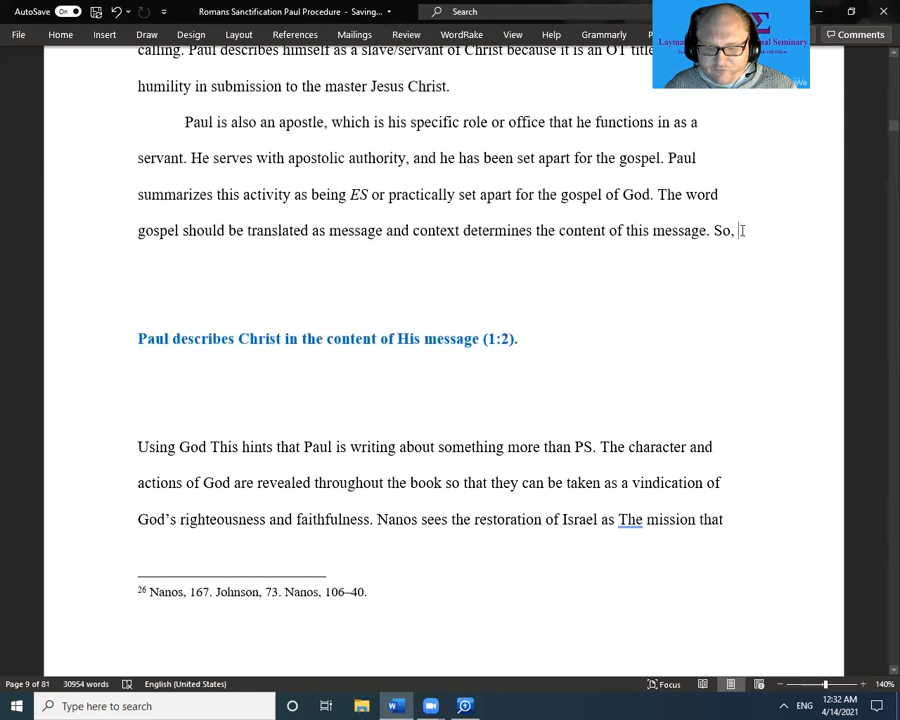 AutoSave On Romans Sanctification Paul Procedure - Saving... Search
File Home Insert Draw Design Layout References Mailings Review WordRake View Help Grammarly Comments
Layman's Seminary
calling. Paul describes himself as a slave/servant of Christ because it is an OT title
humility in submission to the master Jesus Christ.
Paul is also an apostle, which is his specific role or office that he functions in as a
servant. He serves with apostolic authority, and he has been set apart for the gospel. Paul
summarizes this activity as being ES or practically set apart for the gospel of God. The word
gospel should be translated as message and context determines the content of this message. So,
Paul describes Christ in the content of His message (1:2).
Using God This hints that Paul is writing about something more than PS. The character and
actions of God are revealed throughout the book so that they can be taken as a vindication of
God's righteousness and faithfulness. Nanos sees the restoration of Israel as The mission that
26 Nanos, 167. Johnson, 73. Nanos, 106–40.
Page 9 of 81 30954 words English (United States) Focus 140%
Type here to search ENG 12:32 AM
4/14/2021